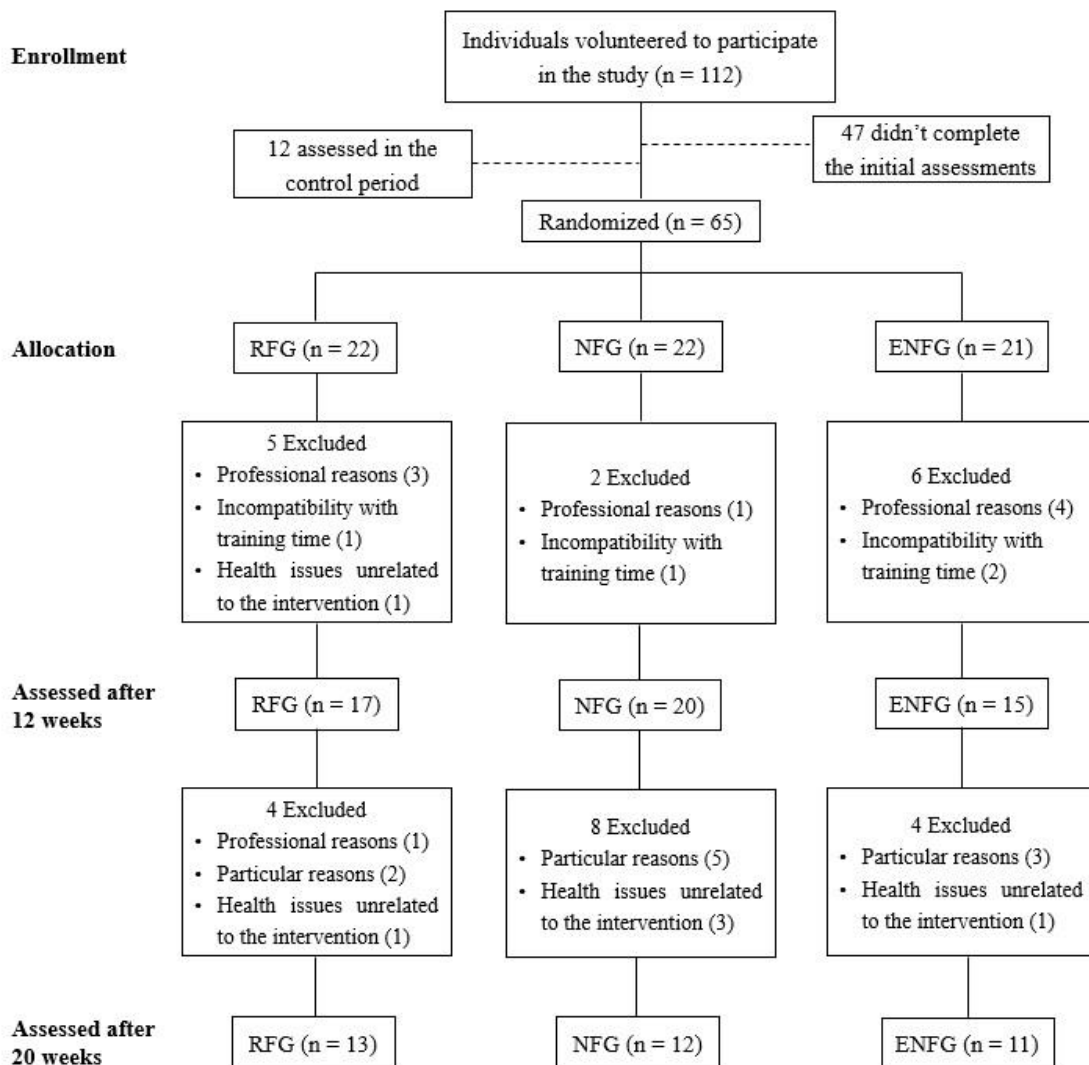 Enrollment
Individuals volunteered to participate
in the study (n = 112)
12 assessed in the
control period
47 didn’t complete
the initial assessments
Randomized (n = 65)
Allocation
RFG (n = 22)
NFG (n = 22)
ENFG (n = 21)
5 Excluded
• Professional reasons (3)
• Incompatibility with
training time (1)
• Health issues unrelated
to the intervention (1)
2 Excluded
• Professional reasons (1)
• Incompatibility with
training time (1)
6 Excluded
• Professional reasons (4)
• Incompatibility with
training time (2)
Assessed after
12 weeks
RFG (n = 17)
NFG (n = 20)
ENFG (n = 15)
4 Excluded
• Professional reasons (1)
• Particular reasons (2)
• Health issues unrelated
to the intervention (1)
8 Excluded
• Particular reasons (5)
• Health issues unrelated
to the intervention (3)
4 Excluded
• Particular reasons (3)
• Health issues unrelated
to the intervention (1)
Assessed after
20 weeks
RFG (n = 13)
NFG (n = 12)
ENFG (n = 11)